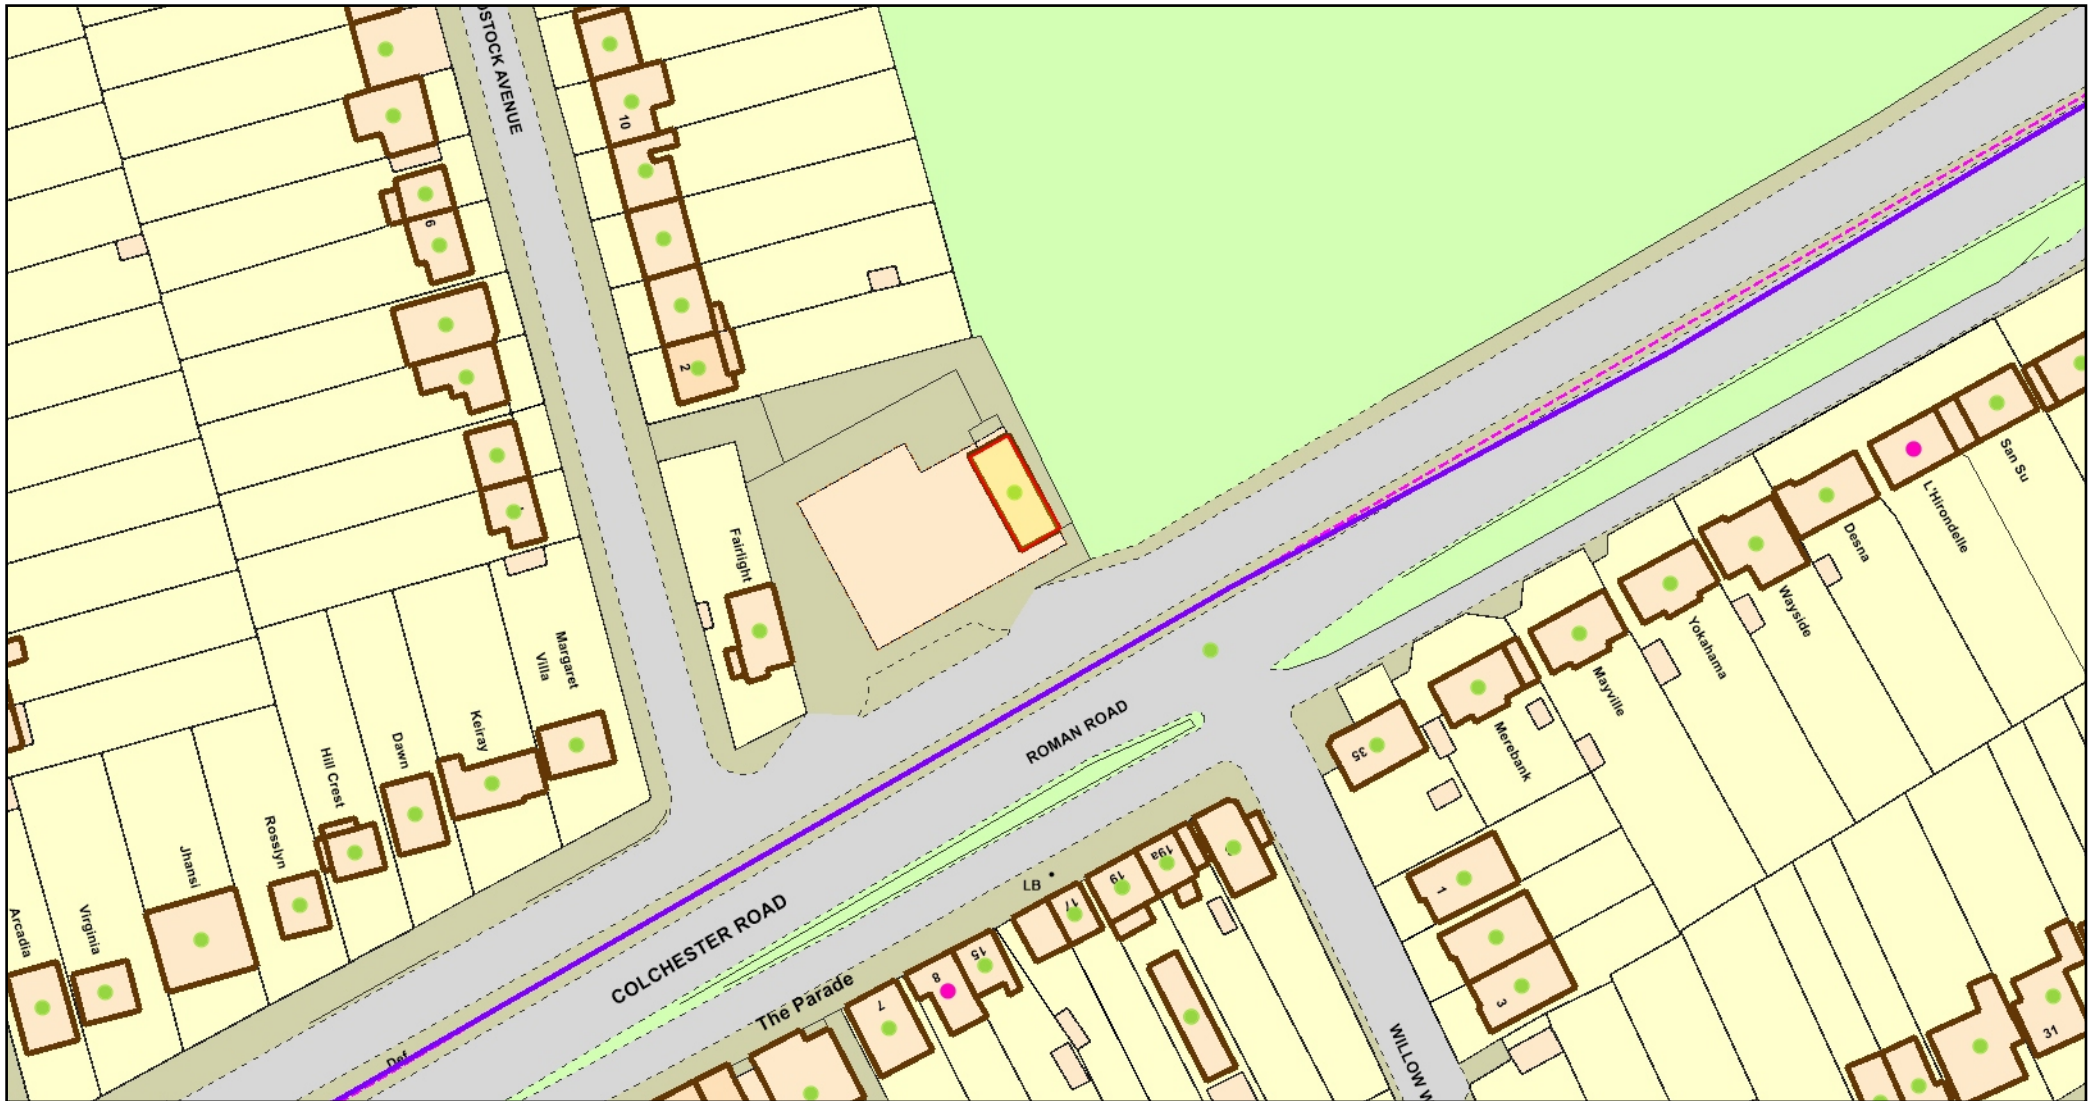 OSTOCK AVENUE
10
6
2
Fairlight
Margaret
Villa
Keiray
Dawn
Hill Crest
Rosslyn
Jhansi
Virginia
Arcadia
San Su
L'Hirondelle
Desna
Wayside
Yokahama
Mayville
Merebank
35
ROMAN ROAD
COLCHESTER ROAD
The Parade
LB
Def
19a
19
17
15
8
7
1
3
31
WILLOW W